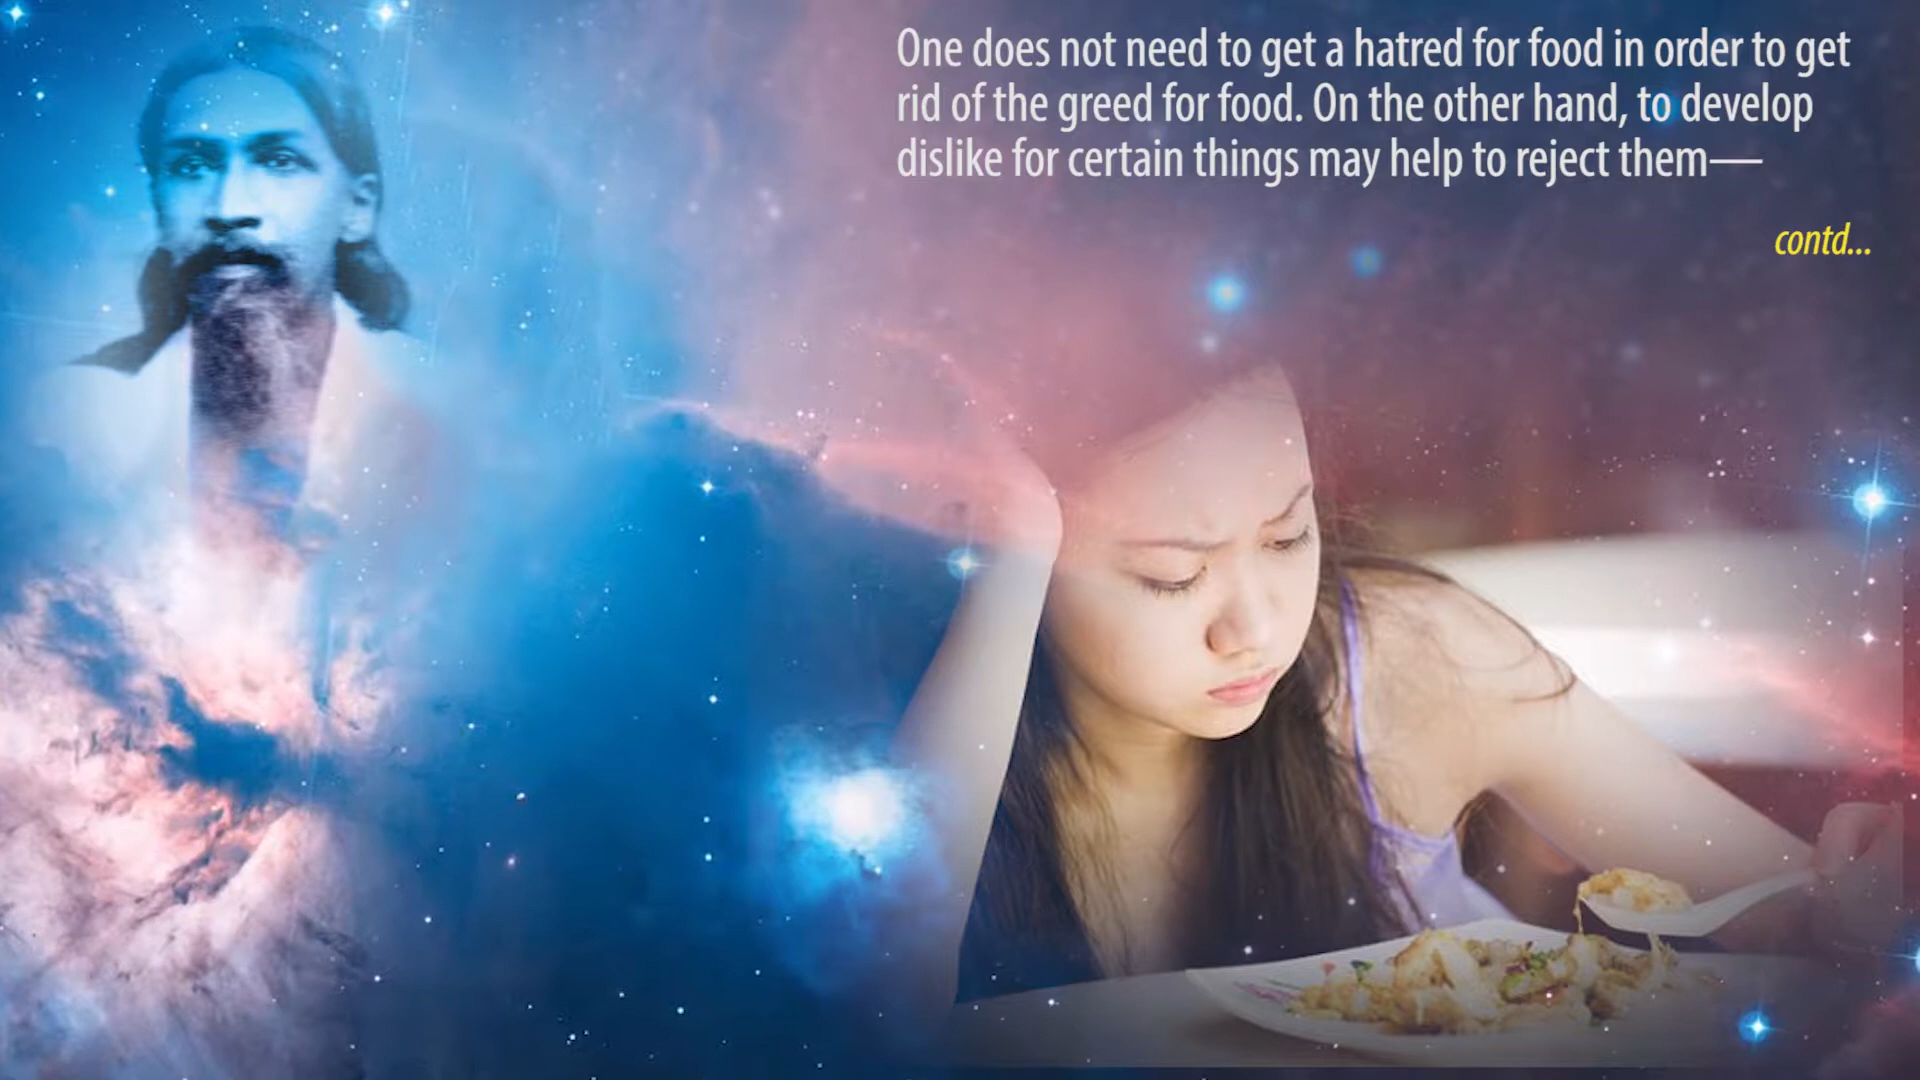 One does not need to get a hatred for food in order to get
rid of the greed for food. On the other hand, to develop
dislike for certain things may help to reject them—
contd...